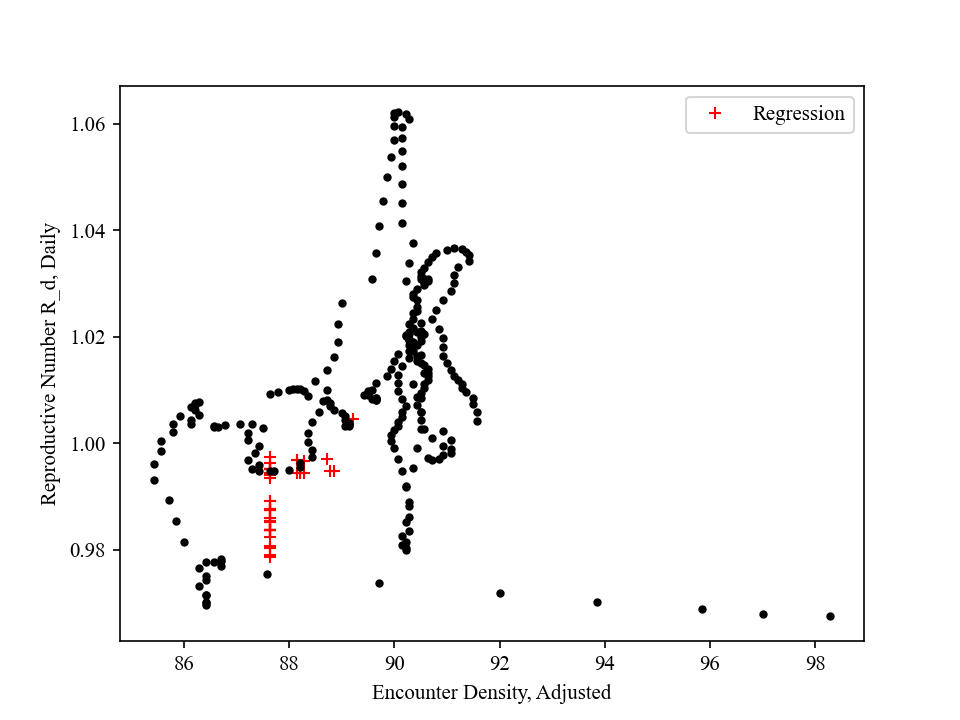 Regression
1.06
1.04
1.02
1.00
0.98
Reproductive Number R_d, Daily
86 88 90 92 94 96 98
Encounter Density, Adjusted